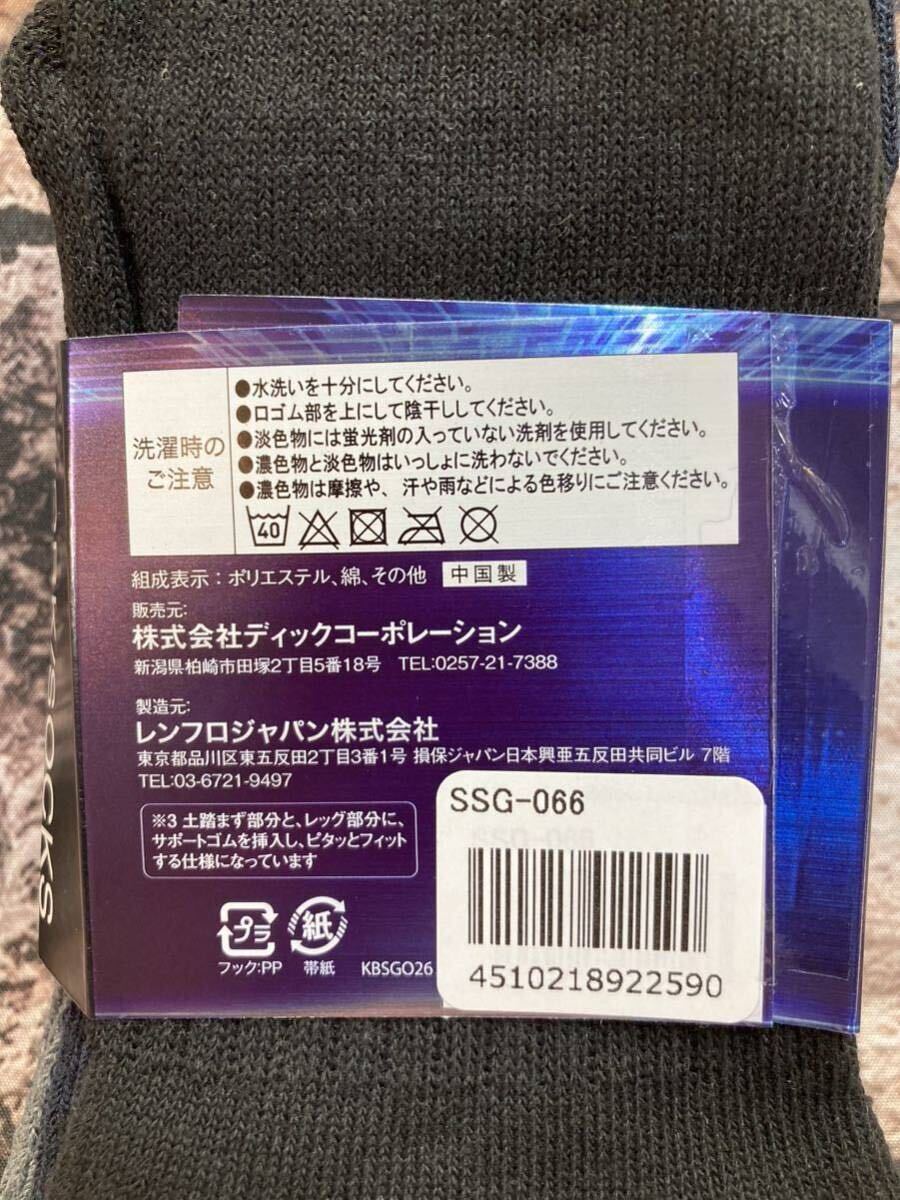 洗濯時の
ご注意
●水洗いを十分にしてください。
●口ゴム部を上にして陰干ししてください。
●淡色物には蛍光剤の入っていない洗剤を使用してください。
●濃色物と淡色物はいっしょに洗わないでください。
●濃色物は摩擦や、汗や雨などによる色移りにご注意ください。
40
組成表示：ポリエステル、綿、その他 中国製
販売元:
株式会社ディックコーポレーション
新潟県柏崎市田塚2丁目5番18号 TEL:0257-21-7388
製造元:
レンフロジャパン株式会社
東京都品川区東五反田2丁目3番1号 損保ジャパン日本興亜五反田共同ビル 7階
TEL:03-6721-9497
※3 土踏まず部分と、レッグ部分に、
サポートゴムを挿入し、ピタッとフィット
する仕様になっています
プラ 紙
フック:PP 帯紙 KBSGO26
SSG-066
4510218922590
SOCKS